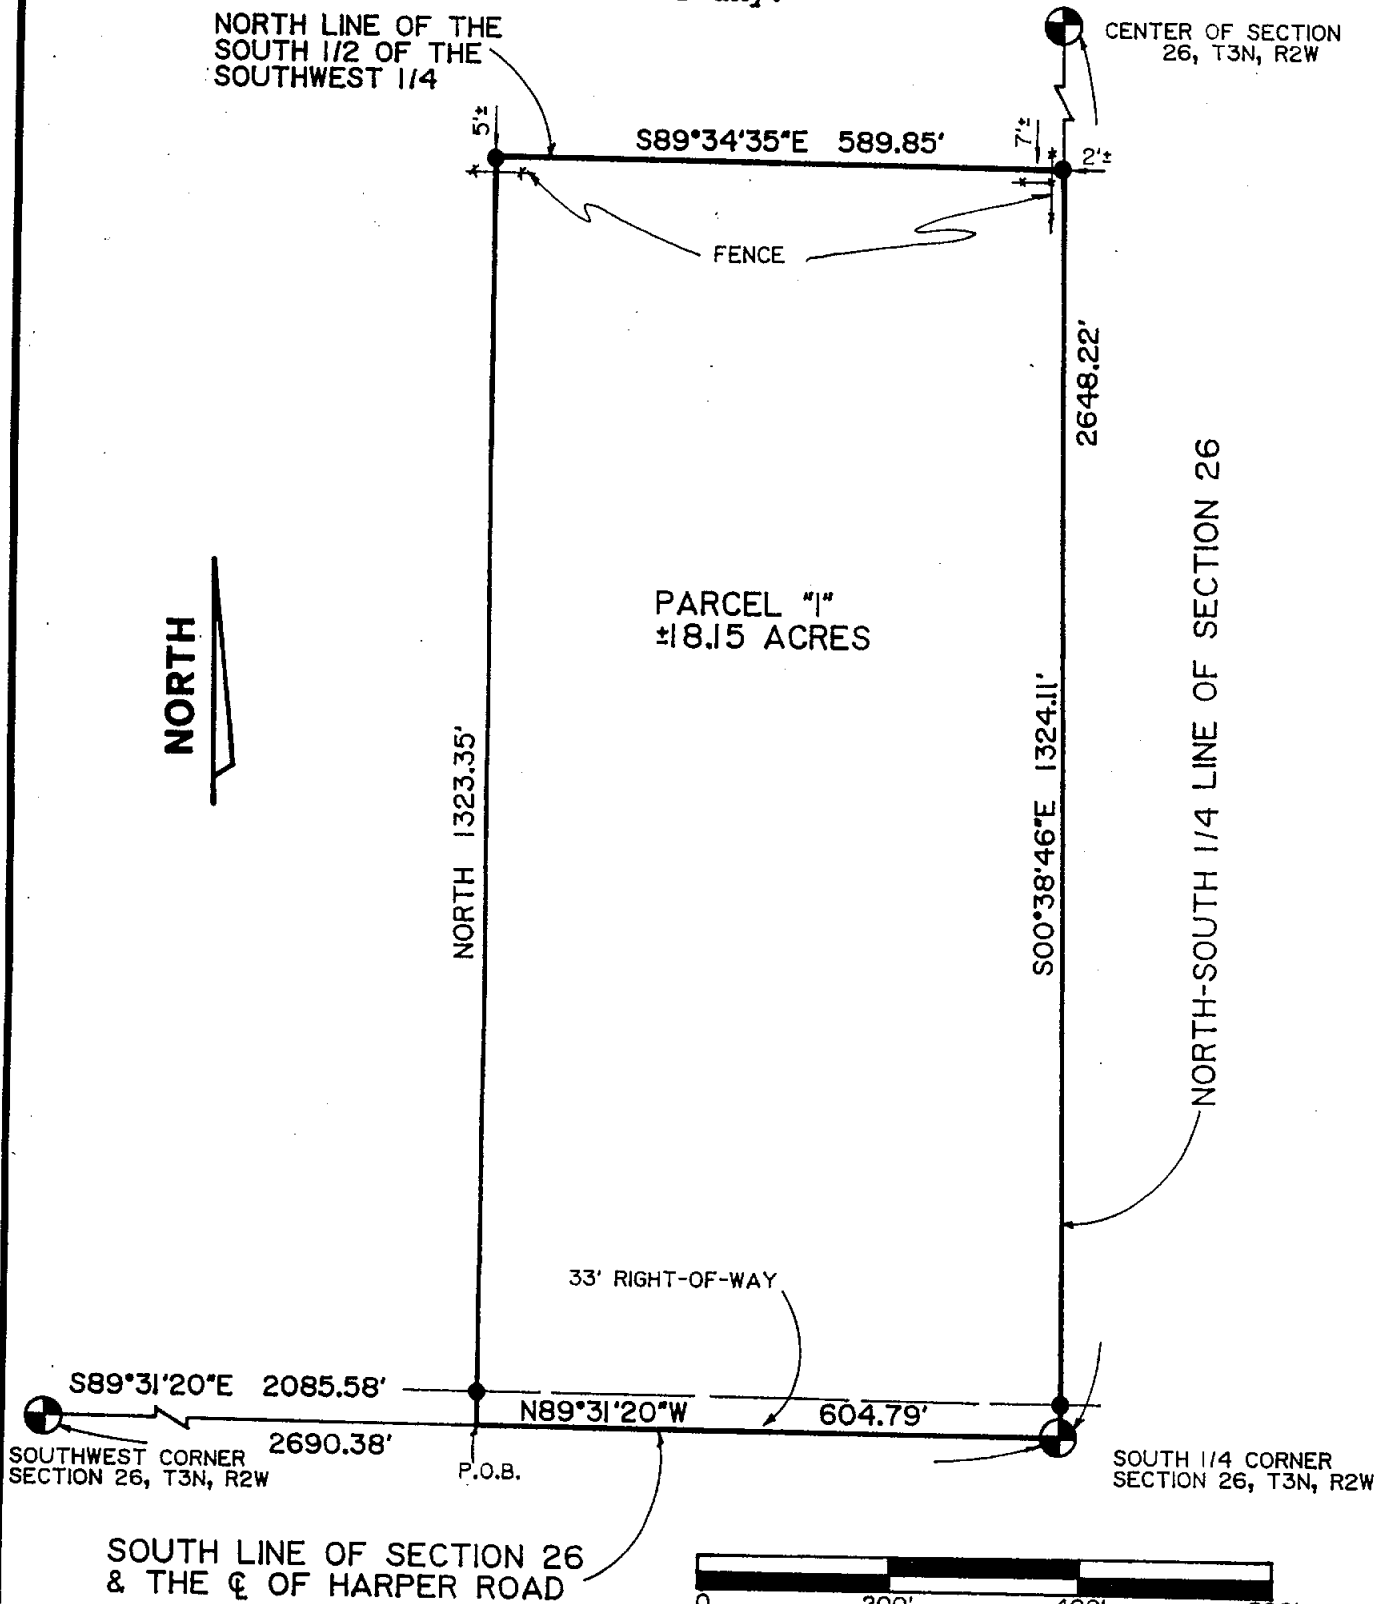 NORTH LINE OF THE
SOUTH 1/2 OF THE
SOUTHWEST 1/4
CENTER OF SECTION
26, T3N, R2W
5'±
S89°34'35"E 589.85'
7'±
2'±
FENCE
2648.22'
NORTH-SOUTH 1/4 LINE OF SECTION 26
PARCEL "1"
±18.15 ACRES
NORTH
NORTH 1323.35'
S00°38'46"E 1324.11'
33' RIGHT-OF-WAY
S89°31'20"E 2085.58'
N89°31'20"W 604.79'
2690.38'
SOUTHWEST CORNER
SECTION 26, T3N, R2W
P.O.B.
SOUTH 1/4 CORNER
SECTION 26, T3N, R2W
SOUTH LINE OF SECTION 26
& THE ℄ OF HARPER ROAD
0